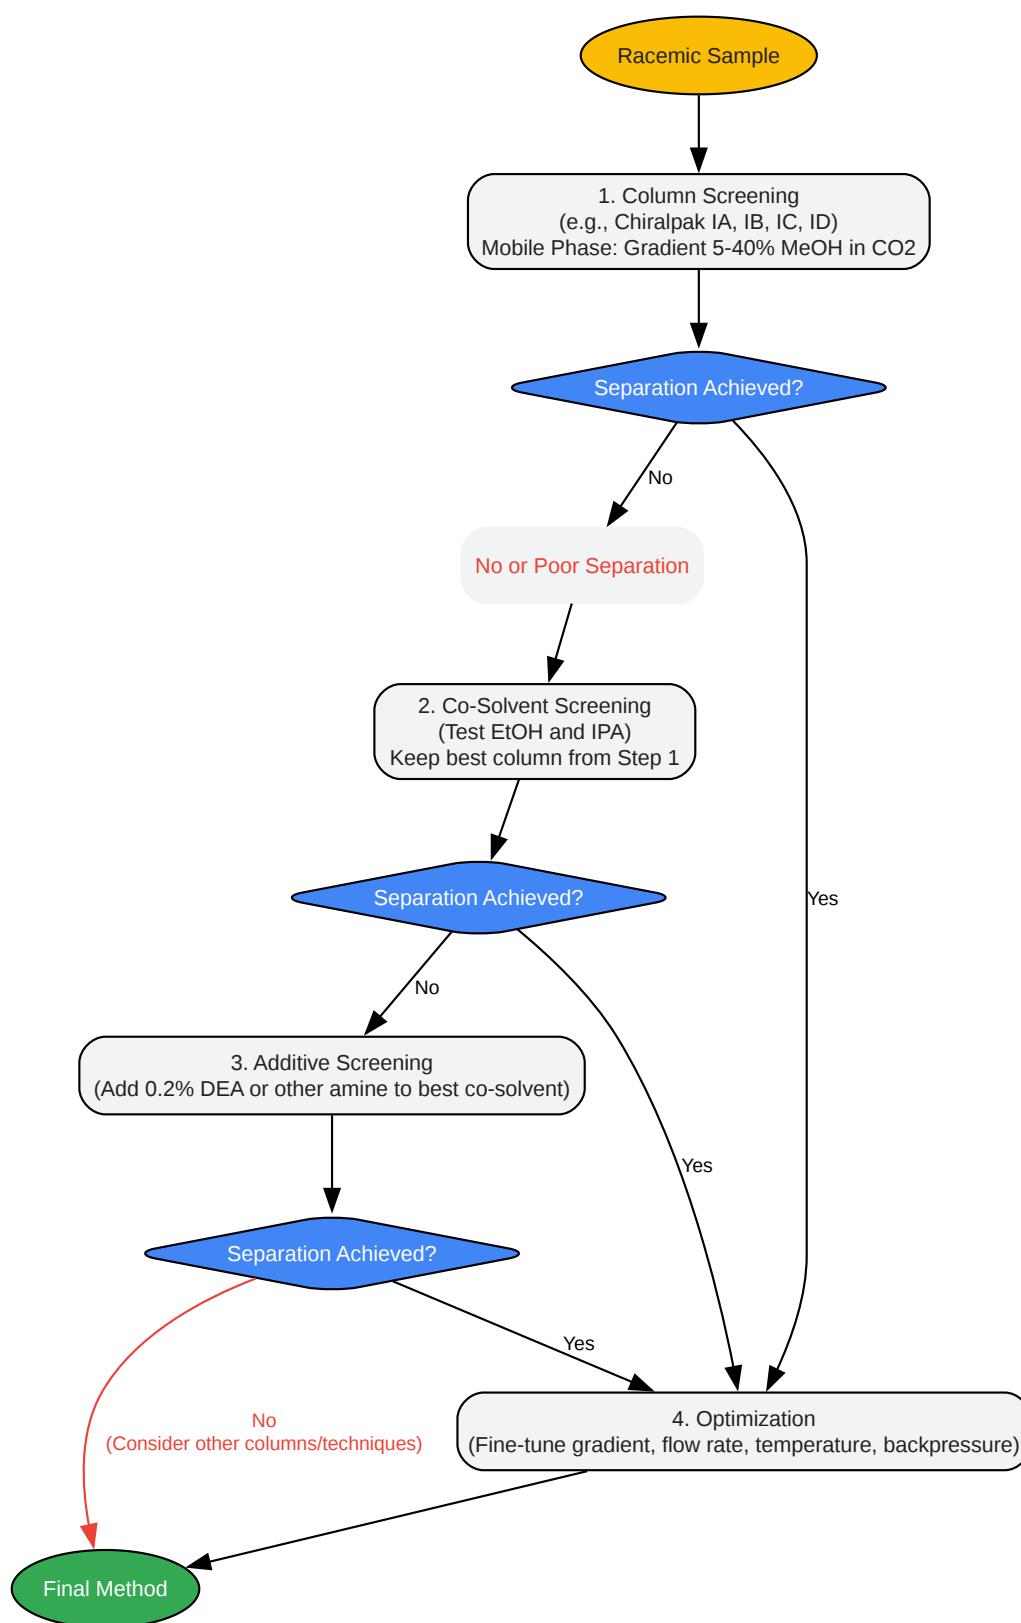 Racemic Sample
1. Column Screening
(e.g., Chiralpak IA, IB, IC, ID)
Mobile Phase: Gradient 5-40% MeOH in CO2
Separation Achieved?
No
No or Poor Separation
2. Co-Solvent Screening
(Test EtOH and IPA)
Keep best column from Step 1
Separation Achieved?
Yes
No
3. Additive Screening
(Add 0.2% DEA or other amine to best co-solvent)
Yes
Separation Achieved?
Yes
No
(Consider other columns/techniques)
4. Optimization
(Fine-tune gradient, flow rate, temperature, backpressure)
Final Method